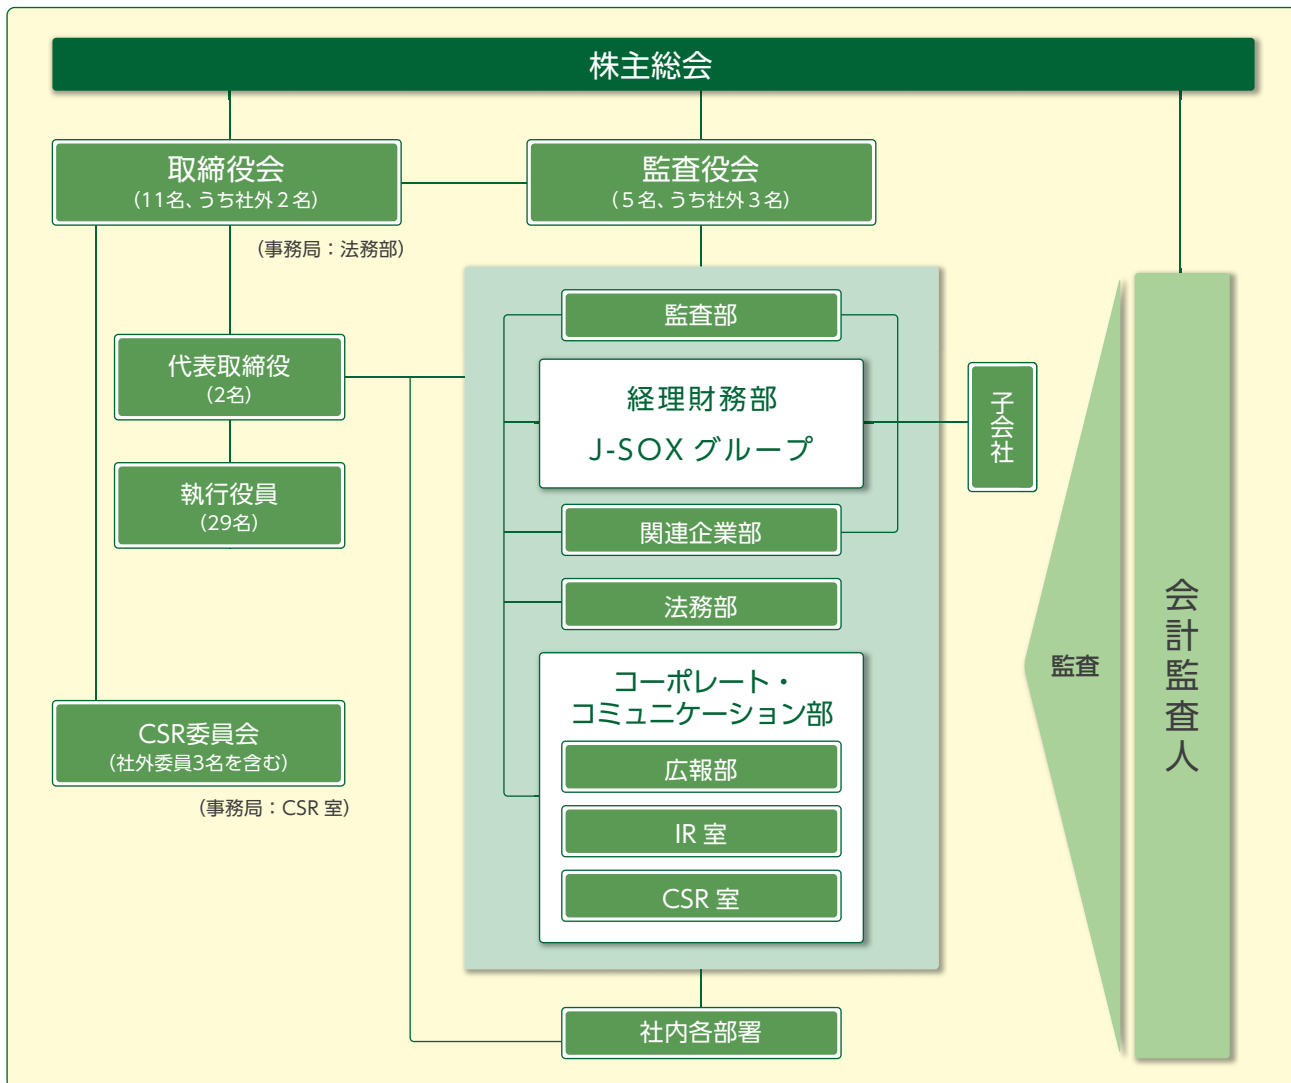 株主総会
取締役会
（11名、うち社外２名）
監査役会
（５名、うち社外３名）
（事務局：法務部）
監査部
代表取締役
（2名）
経理財務部
J-SOX グループ
子会社
執行役員
（29名）
関連企業部
法務部
会計監査人
監査
コーポレート・
コミュニケーション部
CSR委員会
（社外委員3名を含む）
（事務局：CSR 室）
広報部
IR 室
CSR 室
社内各部署